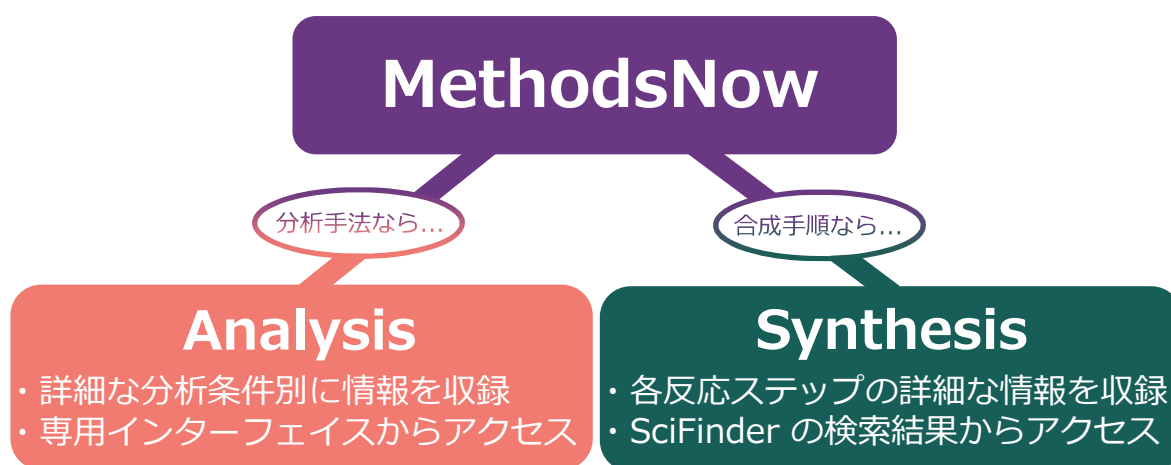 MethodsNow
分析手法なら...
合成手順なら...
Analysis
・詳細な分析条件別に情報を収録
・専用インターフェイスからアクセス
Synthesis
・各反応ステップの詳細な情報を収録
・SciFinder の検索結果からアクセス